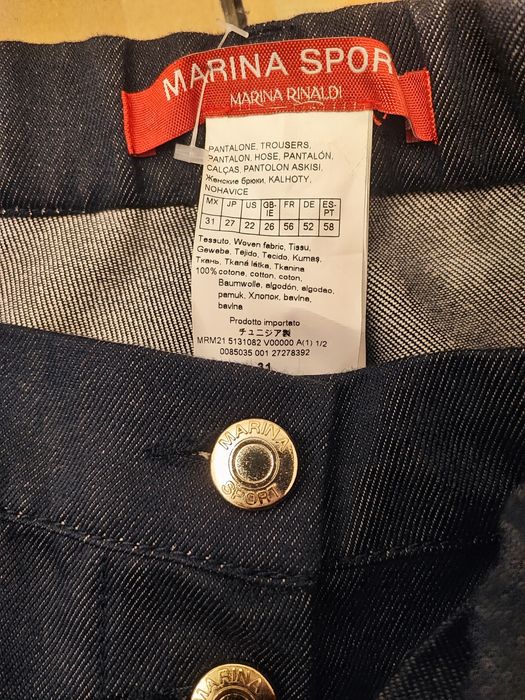 MARINA SPOR
MARINA RINALDI
PANTALONE, TROUSERS,
PANTALON, HOSE, PANTALÓN,
CALÇAS, PANTOLON ASKISI,
Женские брюки, KALHOTY,
NOHAVICE
MX JP US GB-IE FR DE ES-PT
31 27 22 26 56 52 58
Tessuto, Woven fabric, Tissu,
Gewebe, Tejido, Tecido, Kumaş,
Ткань, Tkaná látka, Tkanina
100% cotone, cotton, coton,
Baumwolle, algodón, algodao,
pamuk, Хлопок, bavlna,
bavlna
Prodotto importato
チュニジア製
MRM21 5131082 V00000 A(1) 1/2
0085035 001 27278392
31
MARINA
SPORT
MARINA